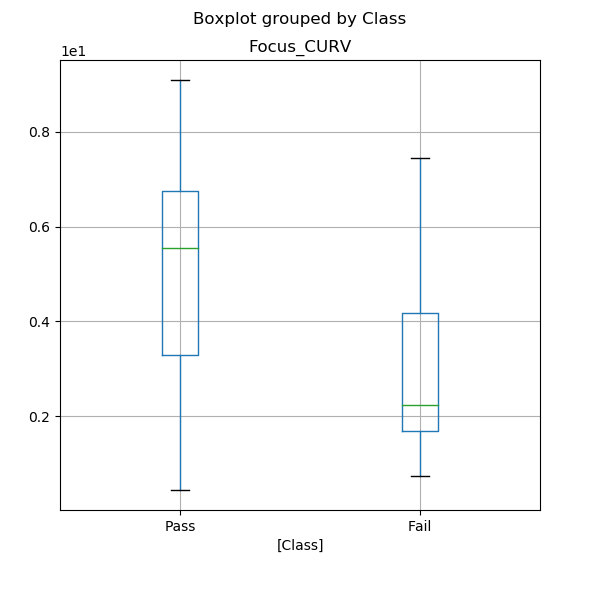 Boxplot grouped by Class
Focus_CURV
1e1
0.8
0.6
0.4
0.2
Pass Fail
[Class]